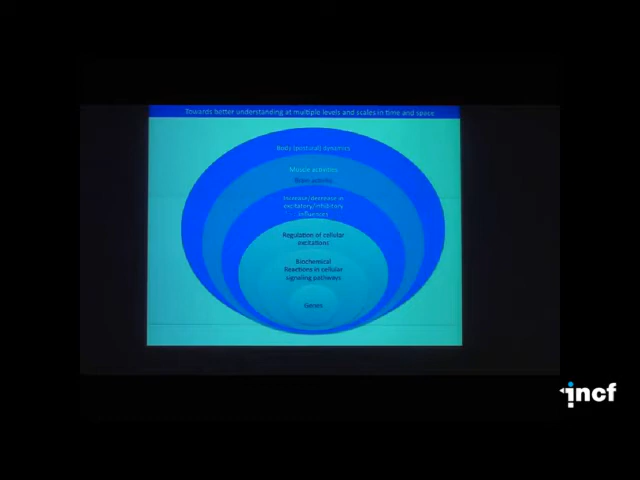 Towards better understanding at multiple levels and scales in time and space
Body (postural) dynamics
Muscle activities
Increase/decrease in
excitatory/inhibitory
influences
Regulation of cellular
excitations
Biochemical
Reactions in cellular
signaling pathways
Genes
incf